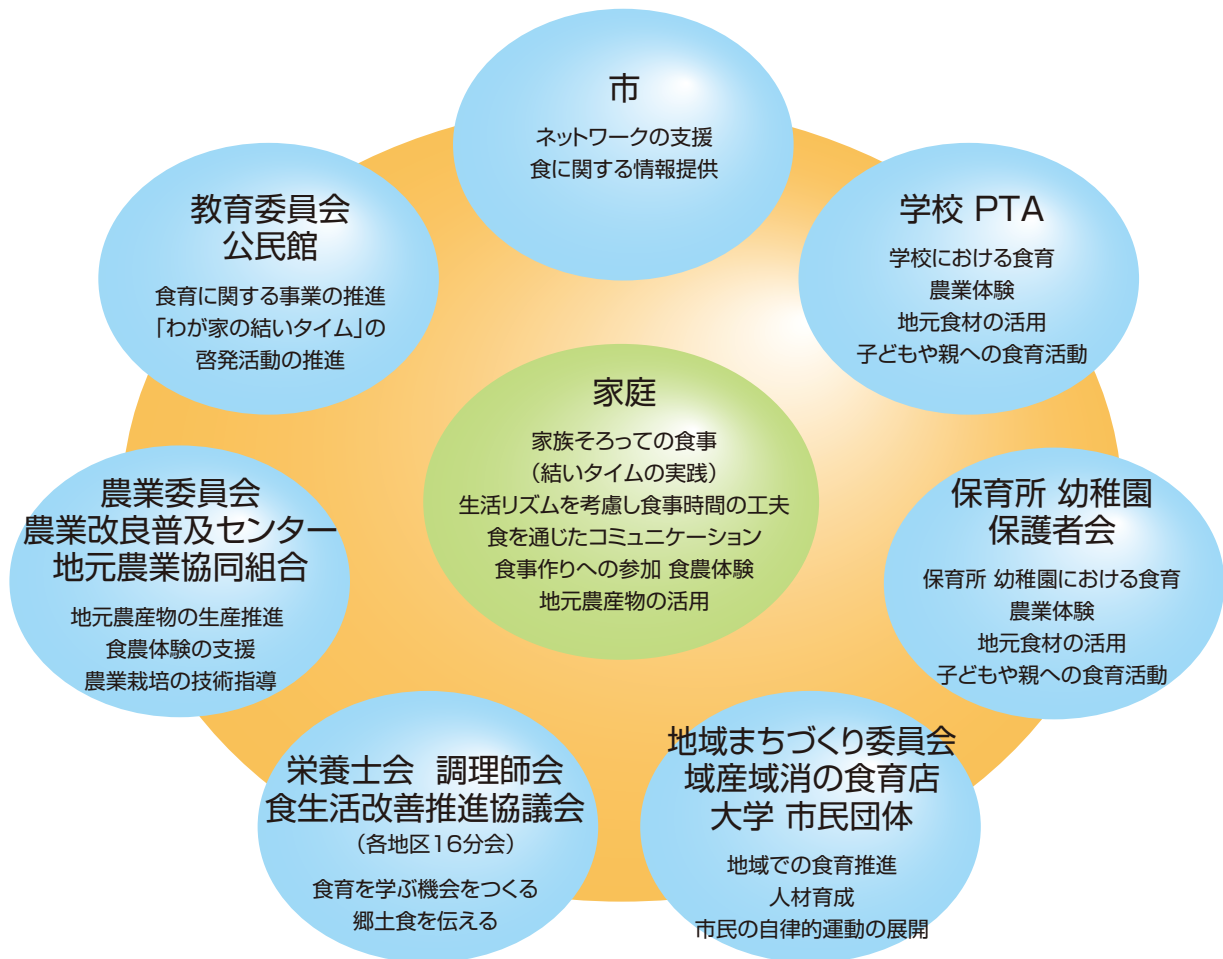 市
ネットワークの支援
食に関する情報提供
学校 PTA
学校における食育
農業体験
地元食材の活用
子どもや親への食育活動
教育委員会
公民館
食育に関する事業の推進
「わが家の結いタイム」の
啓発活動の推進
家庭
家族そろっての食事
(結いタイムの実践)
生活リズムを考慮し食事時間の工夫
食を通じたコミュニケーション
食事作りへの参加 食農体験
地元農産物の活用
保育所 幼稚園
保護者会
保育所 幼稚園における食育
農業体験
地元食材の活用
子どもや親への食育活動
農業委員会
農業改良普及センター
地元農業協同組合
地元農産物の生産推進
食農体験の支援
農業栽培の技術指導
地域まちづくり委員会
域産域消の食育店
大学 市民団体
地域での食育推進
人材育成
市民の自律的運動の展開
栄養士会 調理師会
食生活改善推進協議会
(各地区16分会)
食育を学ぶ機会をつくる
郷土食を伝える